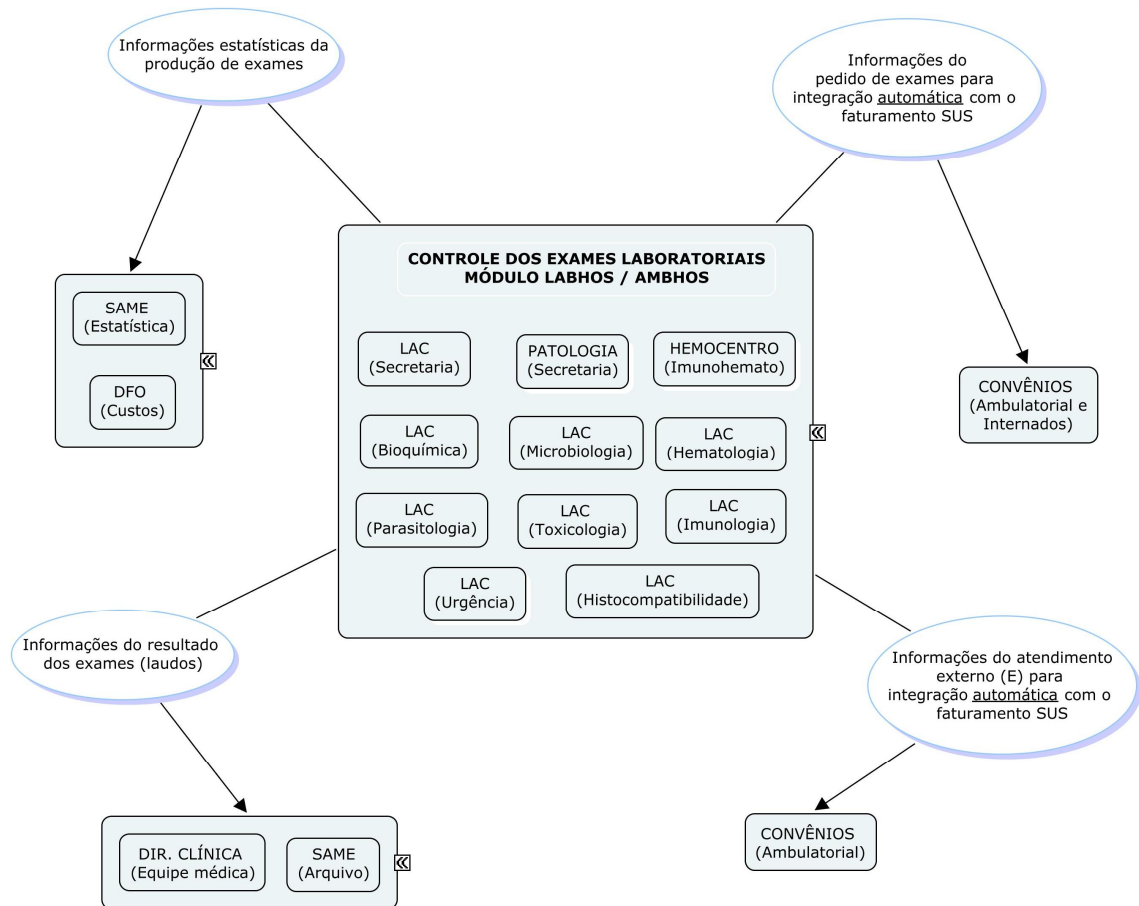 Informações estatísticas da
produção de exames
Informações do
pedido de exames para
integração automática com o
faturamento SUS
CONTROLE DOS EXAMES LABORATORIAIS
MÓDULO LABHOS / AMBHOS
SAME
(Estatística)
DFO
(Custos)
LAC
(Secretaria)
PATOLOGIA
(Secretaria)
HEMOCENTRO
(Imunohemato)
CONVÊNIOS
(Ambulatorial e
Internados)
LAC
(Bioquímica)
LAC
(Microbiologia)
LAC
(Hematologia)
LAC
(Parasitologia)
LAC
(Toxicologia)
LAC
(Imunologia)
LAC
(Urgência)
LAC
(Histocompatibilidade)
Informações do resultado
dos exames (laudos)
Informações do atendimento
externo (E) para
integração automática com o
faturamento SUS
DIR. CLÍNICA
(Equipe médica)
SAME
(Arquivo)
CONVÊNIOS
(Ambulatorial)